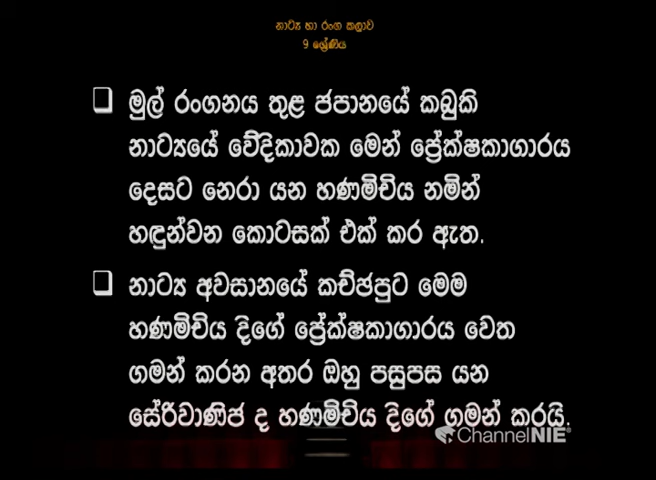 නාට්‍ය හා රංග කලාව
9 ශ්‍රේණිය
මුල් රංගනය තුළ ජපානයේ කබුකි
නාට්‍යයේ වේදිකාවක මෙන් ප්‍රේක්ෂකාගාරය
දෙසට නෙරා යන හණමිචිය නමින්
හඳුන්වන කොටසක් එක් කර ඇත.
නාට්‍ය අවසානයේ කච්ඡපුට මෙම
හණමිචිය දිගේ ප්‍රේක්ෂකාගාරය වෙත
ගමන් කරන අතර ඔහු පසුපස යන
සේරිවාණිජ ද හණමිචිය දිගේ ගමන් කරයි.
ChannelNIE